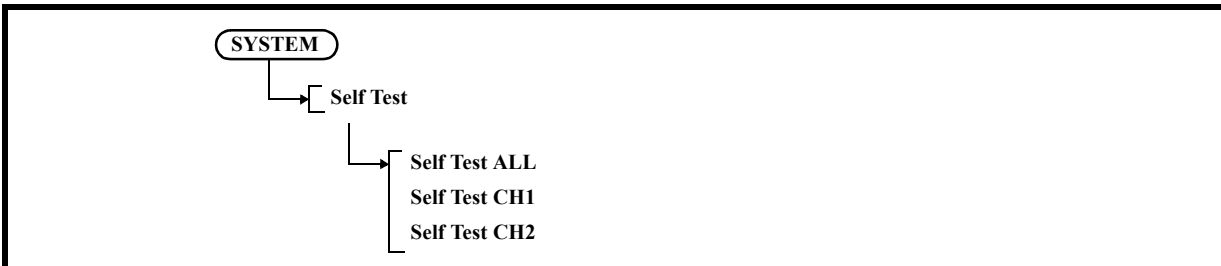 SYSTEM
Self Test
Self Test ALL
Self Test CH1
Self Test CH2